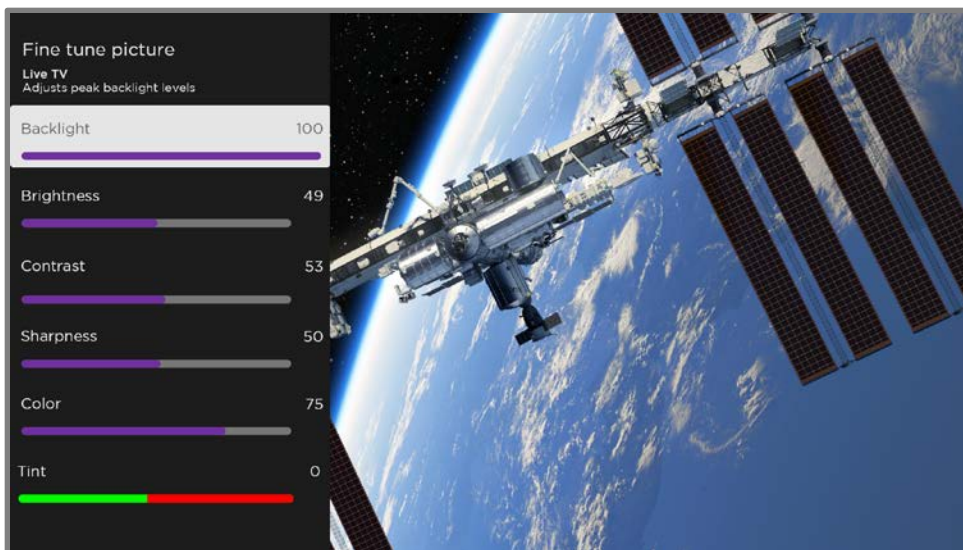 Fine tune picture
Live TV
Adjusts peak backlight levels
Backlight 100
Brightness 49
Contrast 53
Sharpness 50
Color 75
Tint 0